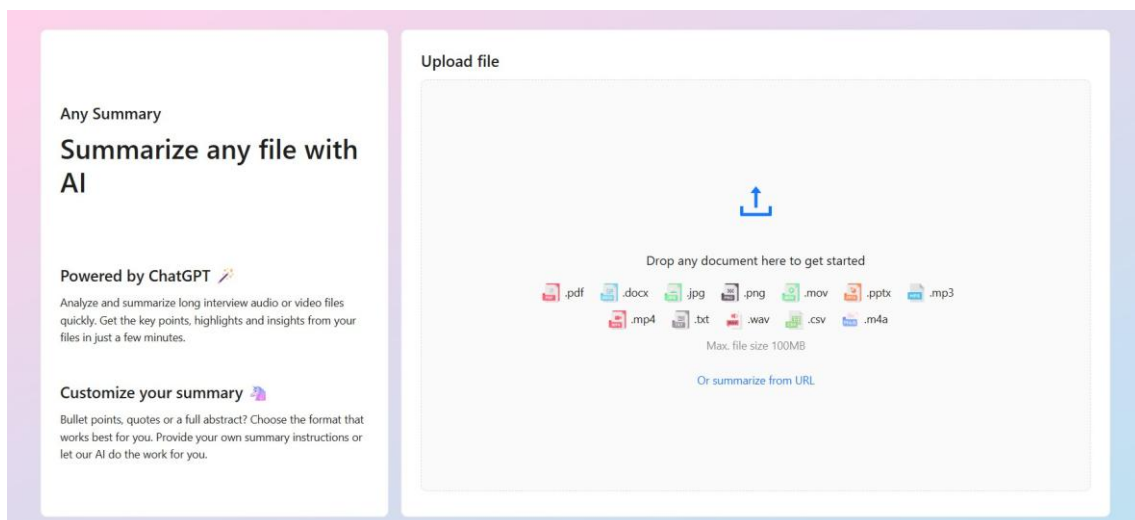 Any Summary
Summarize any file with
AI
Powered by ChatGPT
Analyze and summarize long interview audio or video files
quickly. Get the key points, highlights and insights from your
files in just a few minutes.
Customize your summary
Bullet points, quotes or a full abstract? Choose the format that
works best for you. Provide your own summary instructions or
let our AI do the work for you.
Upload file
Drop any document here to get started
.pdf .docx .jpg .png .mov .pptx .mp3
.mp4 .txt .wav .csv .m4a
Max. file size 100MB
Or summarize from URL